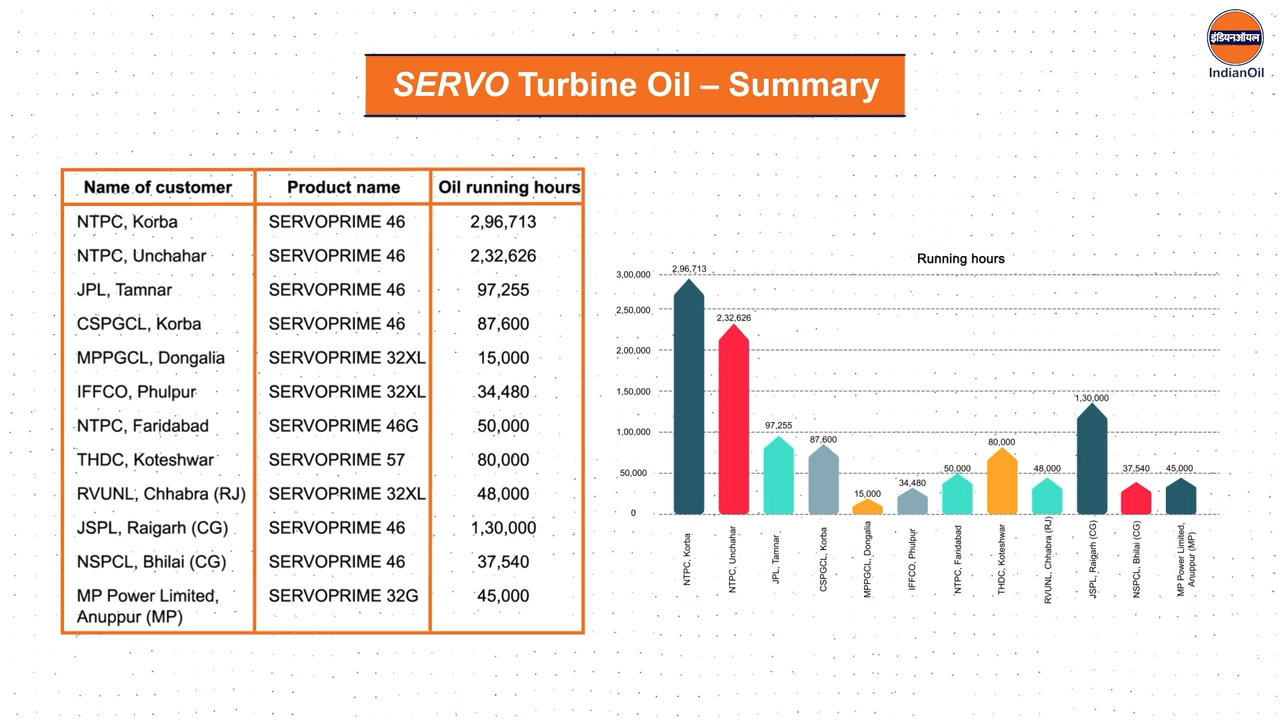 इंडियनऑयल
IndianOil
SERVO Turbine Oil – Summary
Name of customer Product name Oil running hours
NTPC, Korba SERVOPRIME 46 2,96,713
NTPC, Unchahar SERVOPRIME 46 2,32,626
JPL, Tamnar SERVOPRIME 46 97,255
CSPGCL, Korba SERVOPRIME 46 87,600
MPPGCL, Dongalia SERVOPRIME 32XL 15,000
IFFCO, Phulpur SERVOPRIME 32XL 34,480
NTPC, Faridabad SERVOPRIME 46G 50,000
THDC, Koteshwar SERVOPRIME 57 80,000
RVUNL, Chhabra (RJ) SERVOPRIME 32XL 48,000
JSPL, Raigarh (CG) SERVOPRIME 46 1,30,000
NSPCL, Bhilai (CG) SERVOPRIME 46 37,540
MP Power Limited, SERVOPRIME 32G 45,000
Anuppur (MP)
Running hours
3,00,000
2,50,000
2,00,000
1,50,000
1,00,000
50,000
0
2,96,713
2,32,626
97,255
87,600
15,000
34,480
50,000
80,000
48,000
1,30,000
37,540
45,000
NTPC, Korba
NTPC, Unchahar
JPL, Tamnar
CSPGCL, Korba
MPPGCL, Dongalia
IFFCO, Phulpur
NTPC, Faridabad
THDC, Koteshwar
RVUNL, Chhabra (RJ)
JSPL, Raigarh (CG)
NSPCL, Bhilai (CG)
MP Power Limited,
Anuppur (MP)